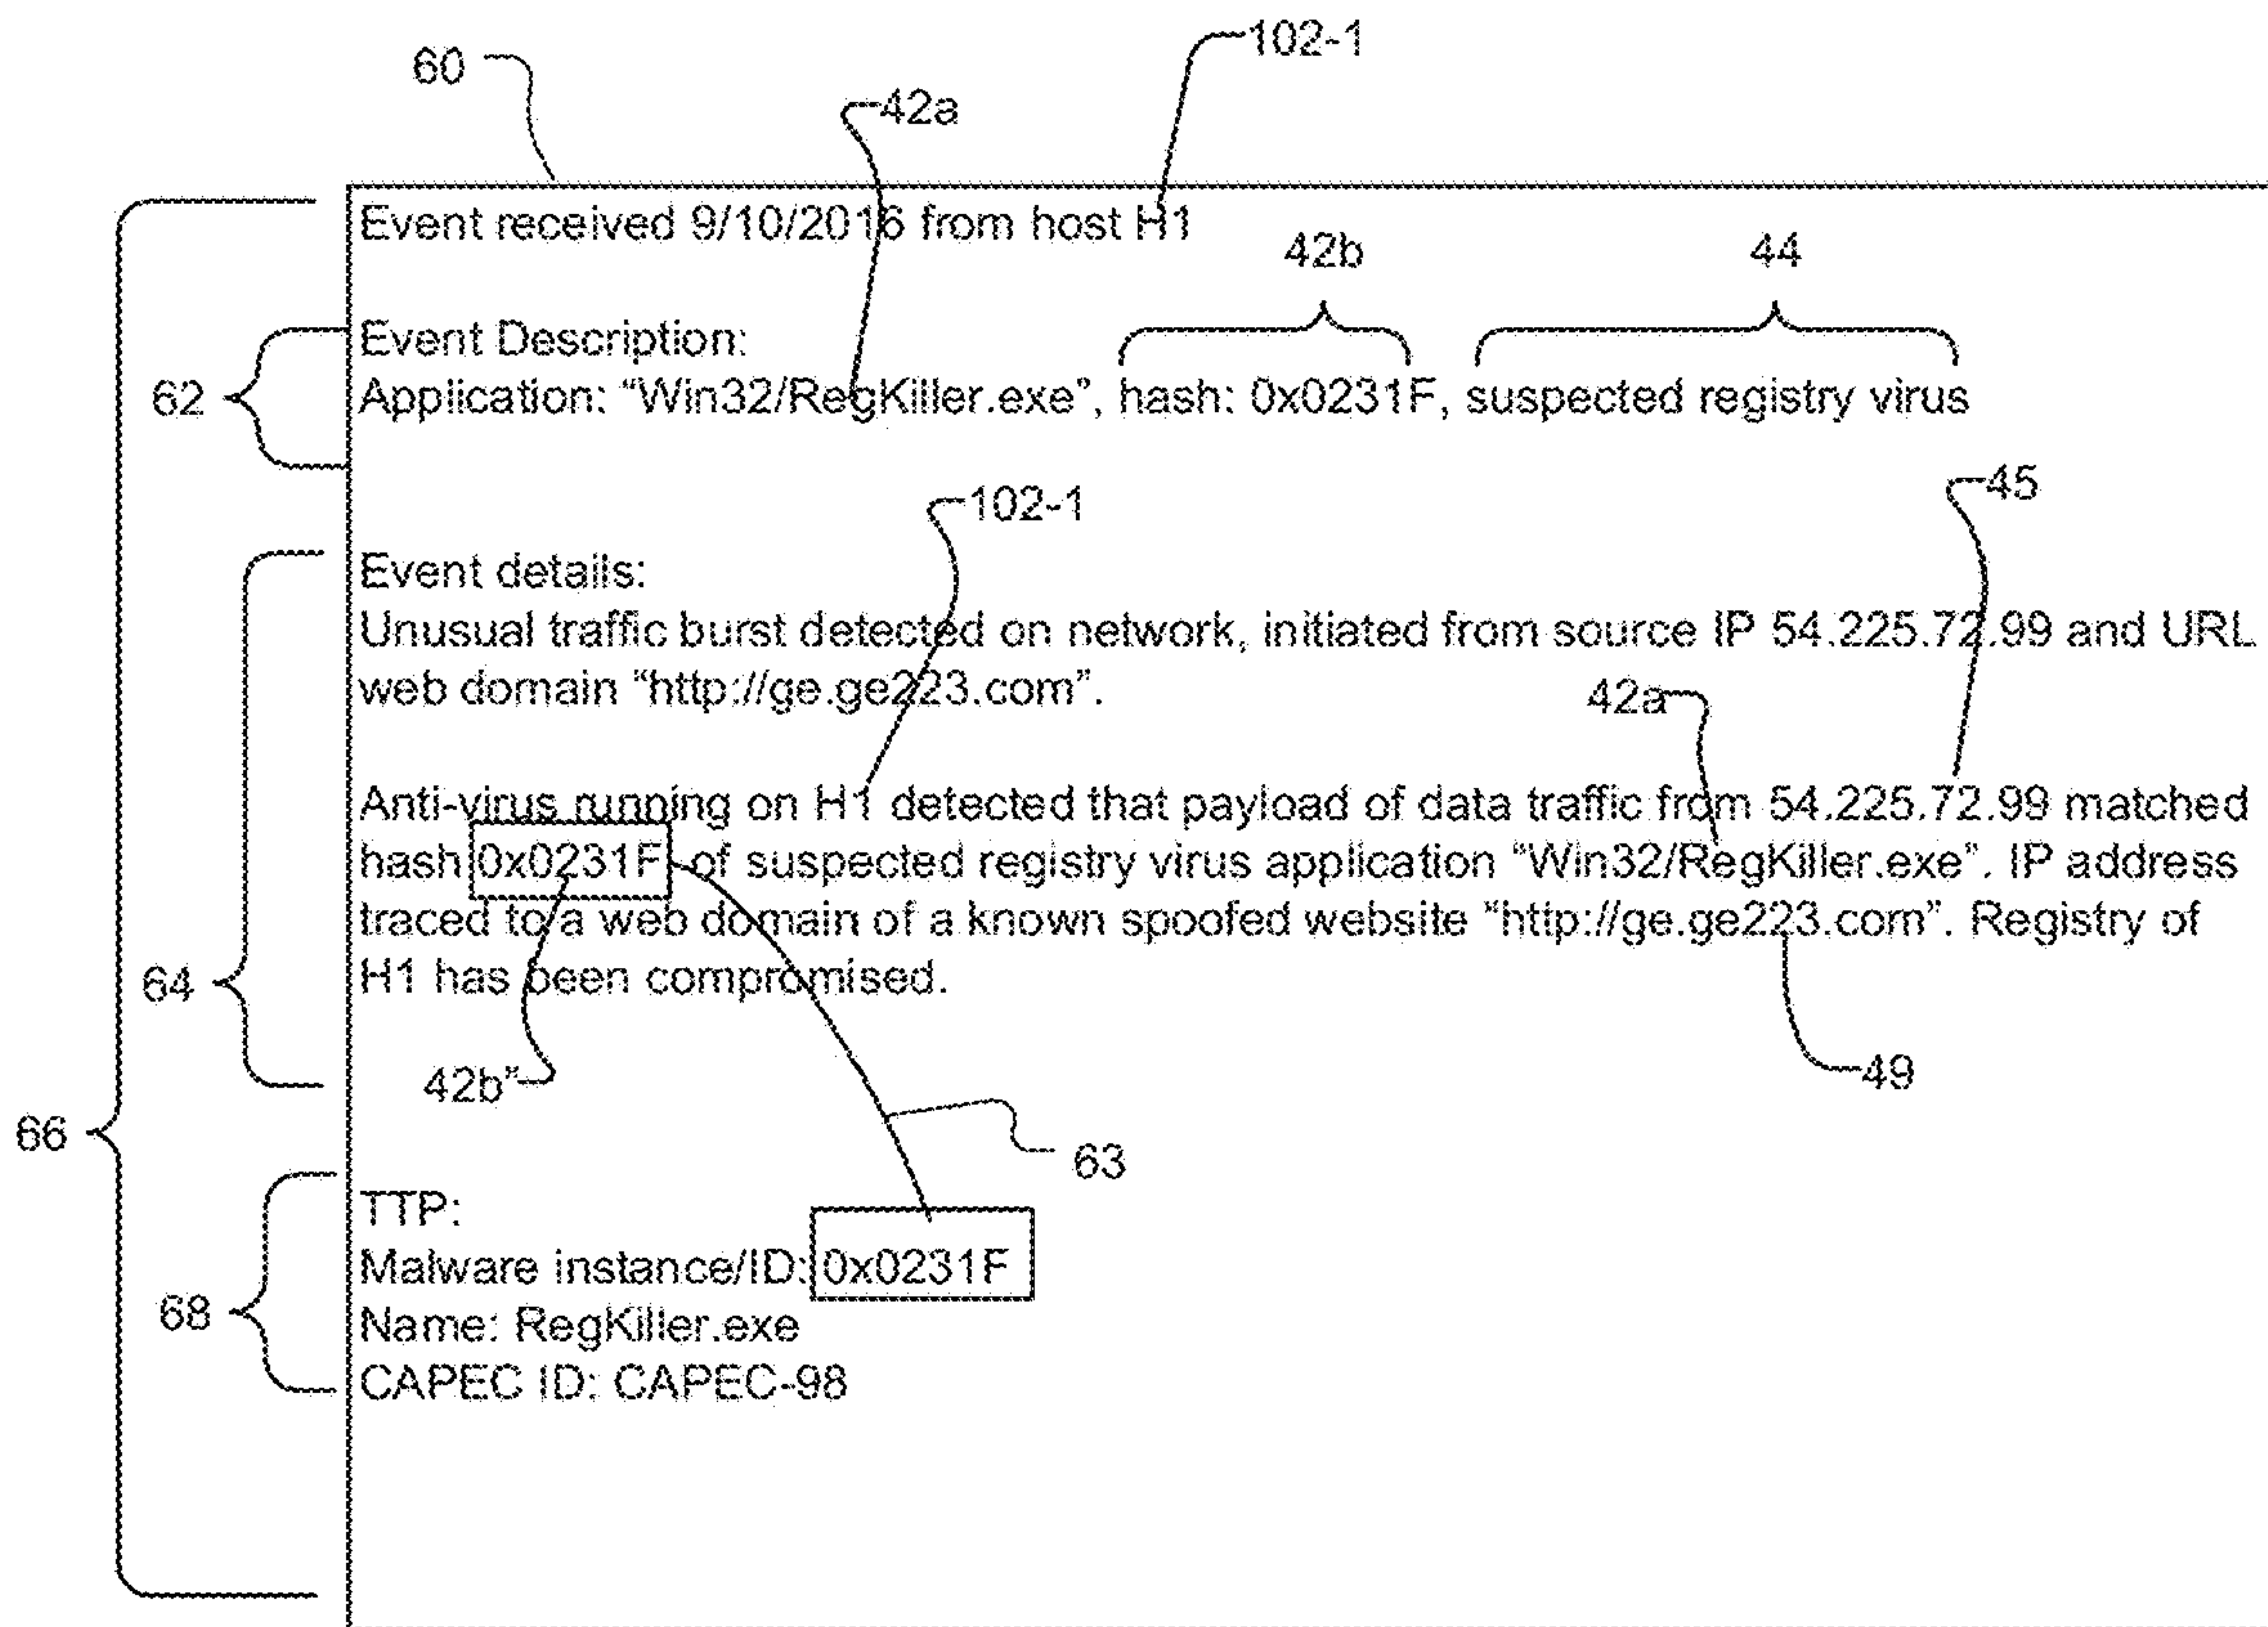 102-1
60
42a
Event received 9/10/2016 from host H1
42b
44
Event Description:
62
Application: “Win32/RegKiller.exe”, hash: 0x0231F, suspected registry virus
45
102-1
Event details:
Unusual traffic burst detected on network, initiated from source IP 54.225.72.99 and URL
web domain “http://ge.ge223.com”.
42a
Anti-virus running on H1 detected that payload of data traffic from 54.225.72.99 matched
hash 0x0231F of suspected registry virus application “Win32/RegKiller.exe”. IP address
traced to a web domain of a known spoofed website “http://ge.ge223.com”. Registry of
64
H1 has been compromised.
42b”
49
66
63
TTP:
Malware instance/ID: 0x0231F
68
Name: RegKiller.exe
CAPEC ID: CAPEC-98